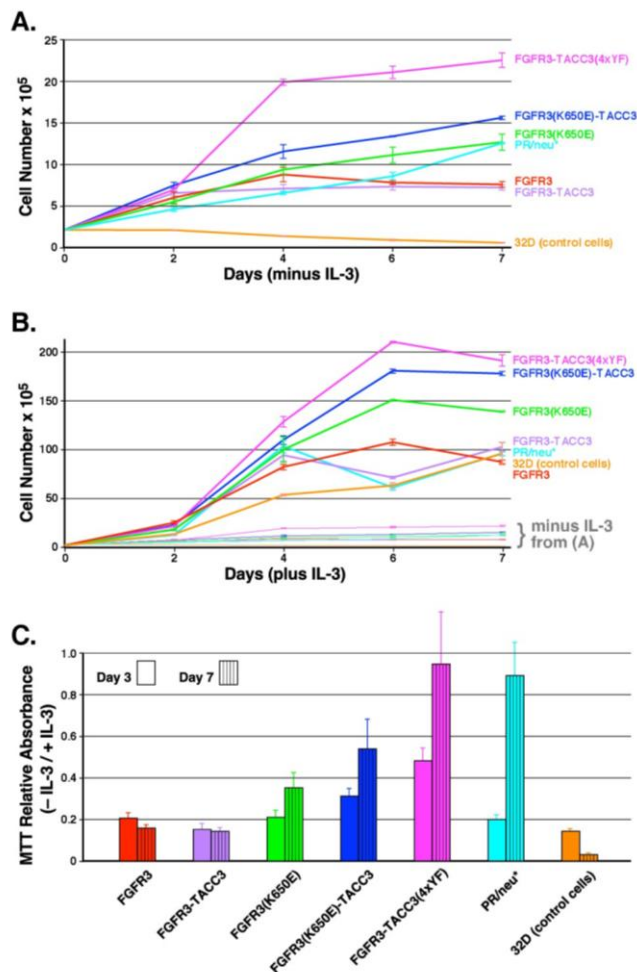 A.
25
20
15
10
5
0
Cell Number x 10⁵
FGFR3-TACC3(4xYF)
FGFR3(K650E)-TACC3
FGFR3(K650E)
PR/neu*
FGFR3
FGFR3-TACC3
32D (control cells)
0 2 4 6 7
Days (minus IL-3)
B.
200
150
100
50
0
Cell Number x 10⁵
FGFR3-TACC3(4xYF)
FGFR3(K650E)-TACC3
FGFR3(K650E)
FGFR3-TACC3
PR/neu*
32D (control cells)
FGFR3
} minus IL-3
from (A)
0 2 4 6 7
Days (plus IL-3)
C.
1.0
0.8
0.6
0.4
0.2
0
MTT Relative Absorbance
(– IL-3 / + IL-3)
Day 3 Day 7
FGFR3
FGFR3-TACC3
FGFR3(K650E)
FGFR3(K650E)-TACC3
FGFR3-TACC3(4xYF)
PR/neu*
32D (control cells)